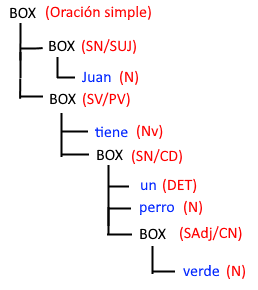 BOX (Oración simple)
BOX (SN/SUJ)
Juan (N)
BOX (SV/PV)
tiene (Nv)
BOX (SN/CD)
un (DET)
perro (N)
BOX (SAdj/CN)
verde (N)